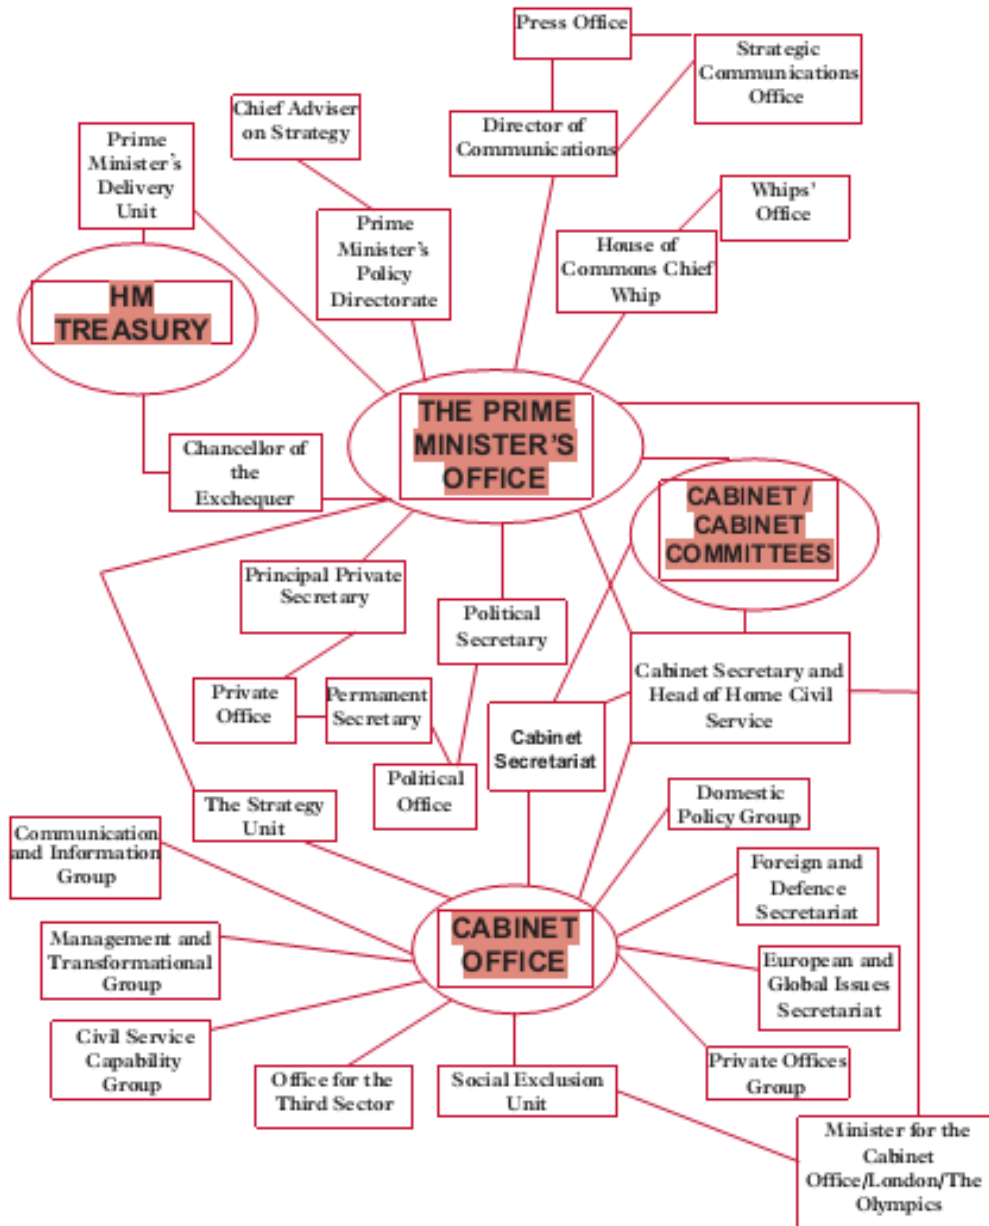 Press Office
Strategic
Communications
Office
Chief Adviser
on Strategy
Director of
Communications
Prime
Minister's
Delivery
Unit
Whips'
Office
Prime
Minister's
Policy
Directorate
House of
Commons Chief
Whip
HM
TREASURY
THE PRIME
MINISTER'S
OFFICE
Chancellor of
the
Exchequer
CABINET /
CABINET
COMMITTEES
Principal Private
Secretary
Political
Secretary
Cabinet Secretary and
Head of Home Civil
Service
Private
Office
Permanent
Secretary
Cabinet
Secretariat
Political
Office
The Strategy
Unit
Domestic
Policy Group
Communication
and Information
Group
Foreign and
Defence
Secretariat
CABINET
OFFICE
Management and
Transformational
Group
European and
Global Issues
Secretariat
Civil Service
Capability
Group
Office for the
Third Sector
Social Exclusion
Unit
Private Offices
Group
Minister for the
Cabinet
Office/London/The
Olympics